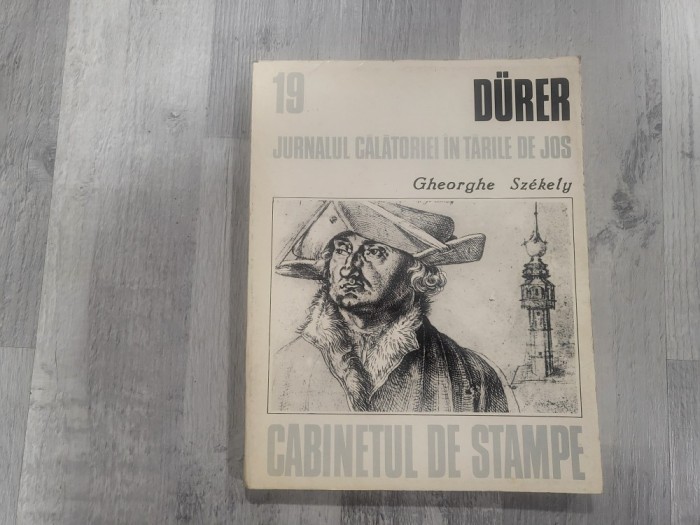 19
DÜRER
JURNALUL CĂLĂTORIEI ÎN ȚĂRILE DE JOS
Gheorghe Székely
CABINETUL DE STAMPE